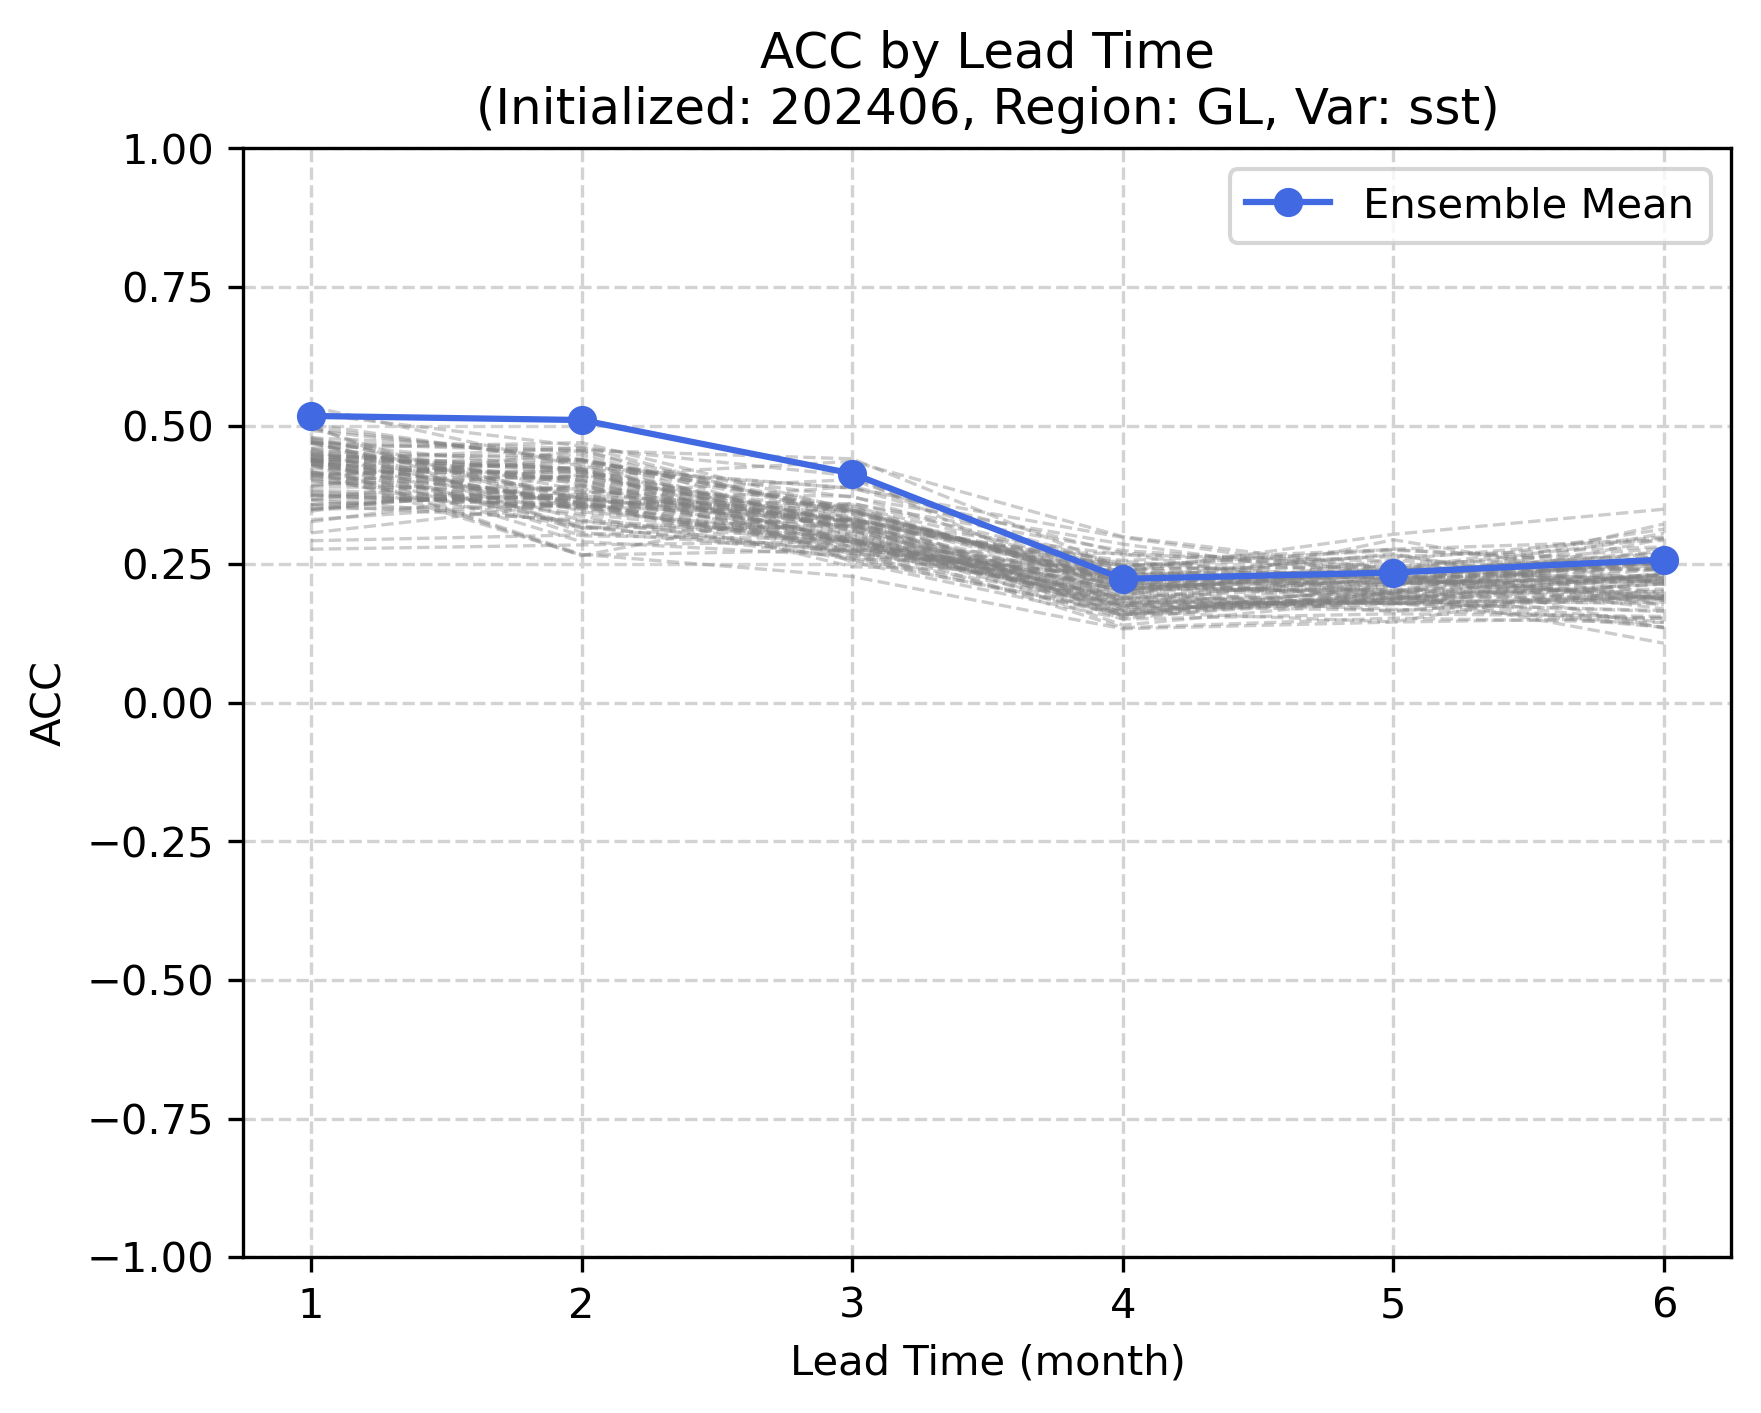 ACC by Lead Time
(Initialized: 202406, Region: GL, Var: sst)
Ensemble Mean
1.00
0.75
0.50
0.25
0.00
−0.25
−0.50
−0.75
−1.00
ACC
1 2 3 4 5 6
Lead Time (month)